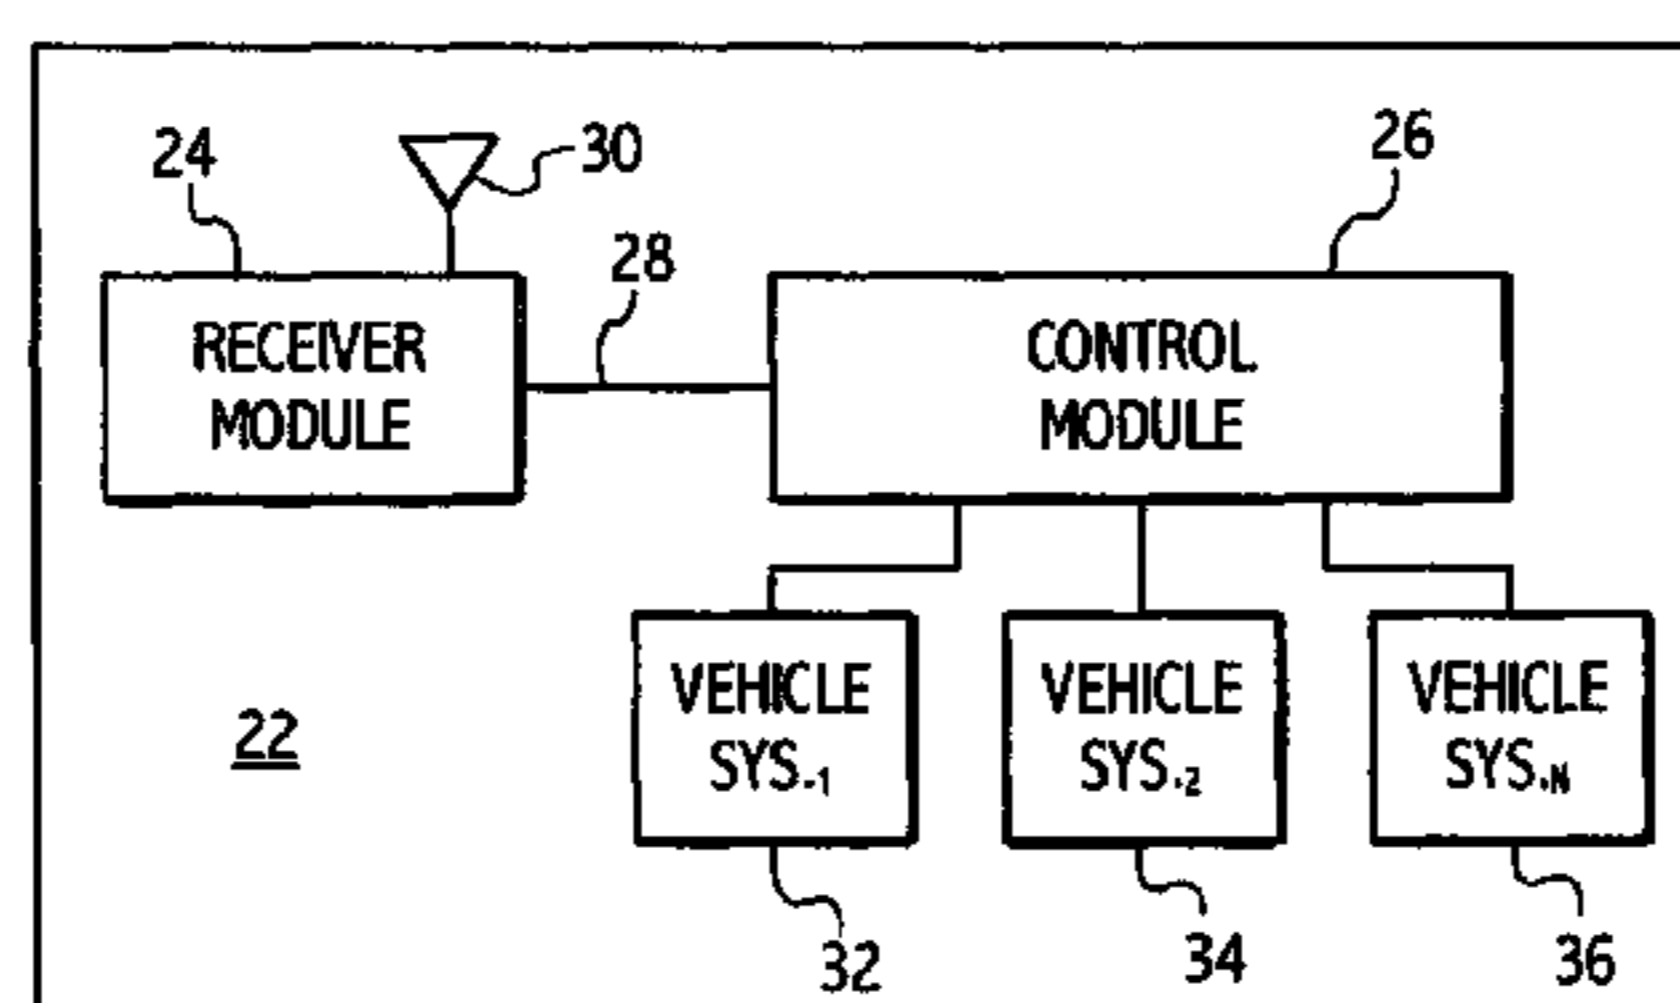 24
30
26
28
RECEIVER
MODULE
CONTROL
MODULE
VEHICLE
SYS.-1
VEHICLE
SYS.-2
VEHICLE
SYS.-N
22
32
34
36